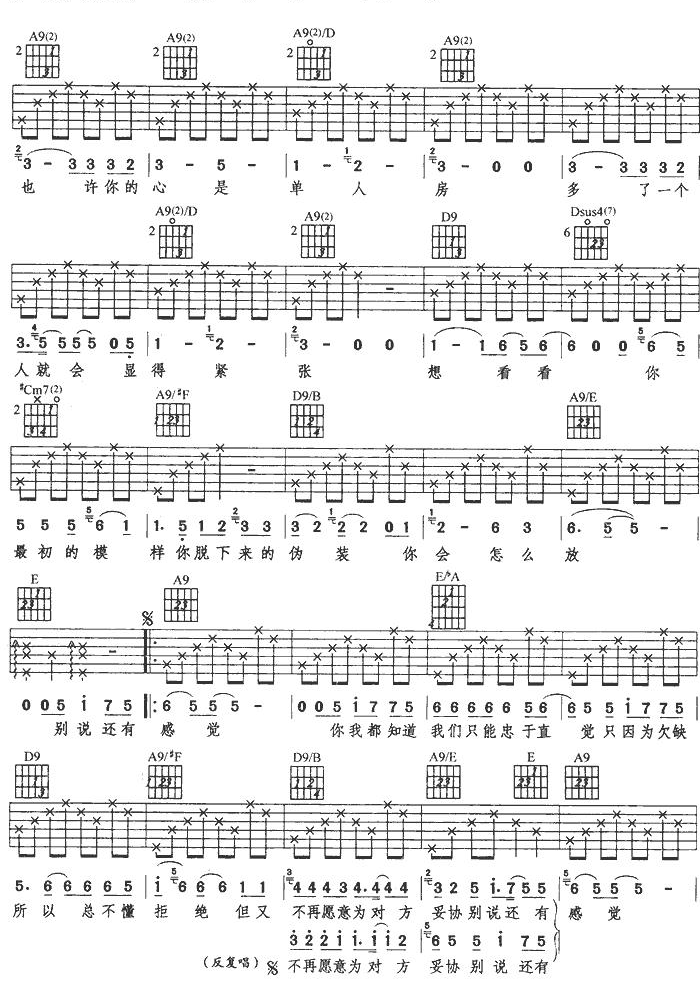 A9(2) A9(2) A9(2)/D A9(2)
2 2 2 2
3 - 3 3 3 2 3 - 5 - 1 - 2 - 3 - 0 0 3 - 3 3 3 2
也 许你的 心 是 单 人 房 多 了一个
A9(2)/D A9(2) D9 Dsus4(7)
2 2 6
3. 5 5 5 5 0 5 1 - 2 - 3 - 0 0 1 - 1 6 5 6 6 0 0 6 5
人就会 显得 紧 张 想 看看 你
#Cm7(2) A9/#F D9/B A9/E
2
5 5 5 6 1 1. 5 1 2 3 3 3 2 2 2 0 1 2 - 6 3 6. 5 5 -
最初的模 样你脱下来的伪 装 你会 怎么 放
E A9 E/#A
0 0 5 i 7 5 6 5 5 5 - 0 0 5 i 7 7 5 6 6 6 6 6 5 6 6 5 5 i 7 7 5
别说还有 感 觉 你我都知道 我们只能忠于直 觉只因为欠缺
D9 A9/#F D9/B A9/E E A9
5. 6 6 6 6 5 i 6 6 6 1 1 4 4 4 3 4. 4 4 4 3 2 5 i. 7 5 5 6 5 5 5 -
所以 总不懂 拒绝 但又 不再愿意为对方 妥协别说还有 感觉
3 2 2 1 i. i i 2 6 5 5 i 7 5
(反复唱) 不再愿意为对方 妥协别说还有